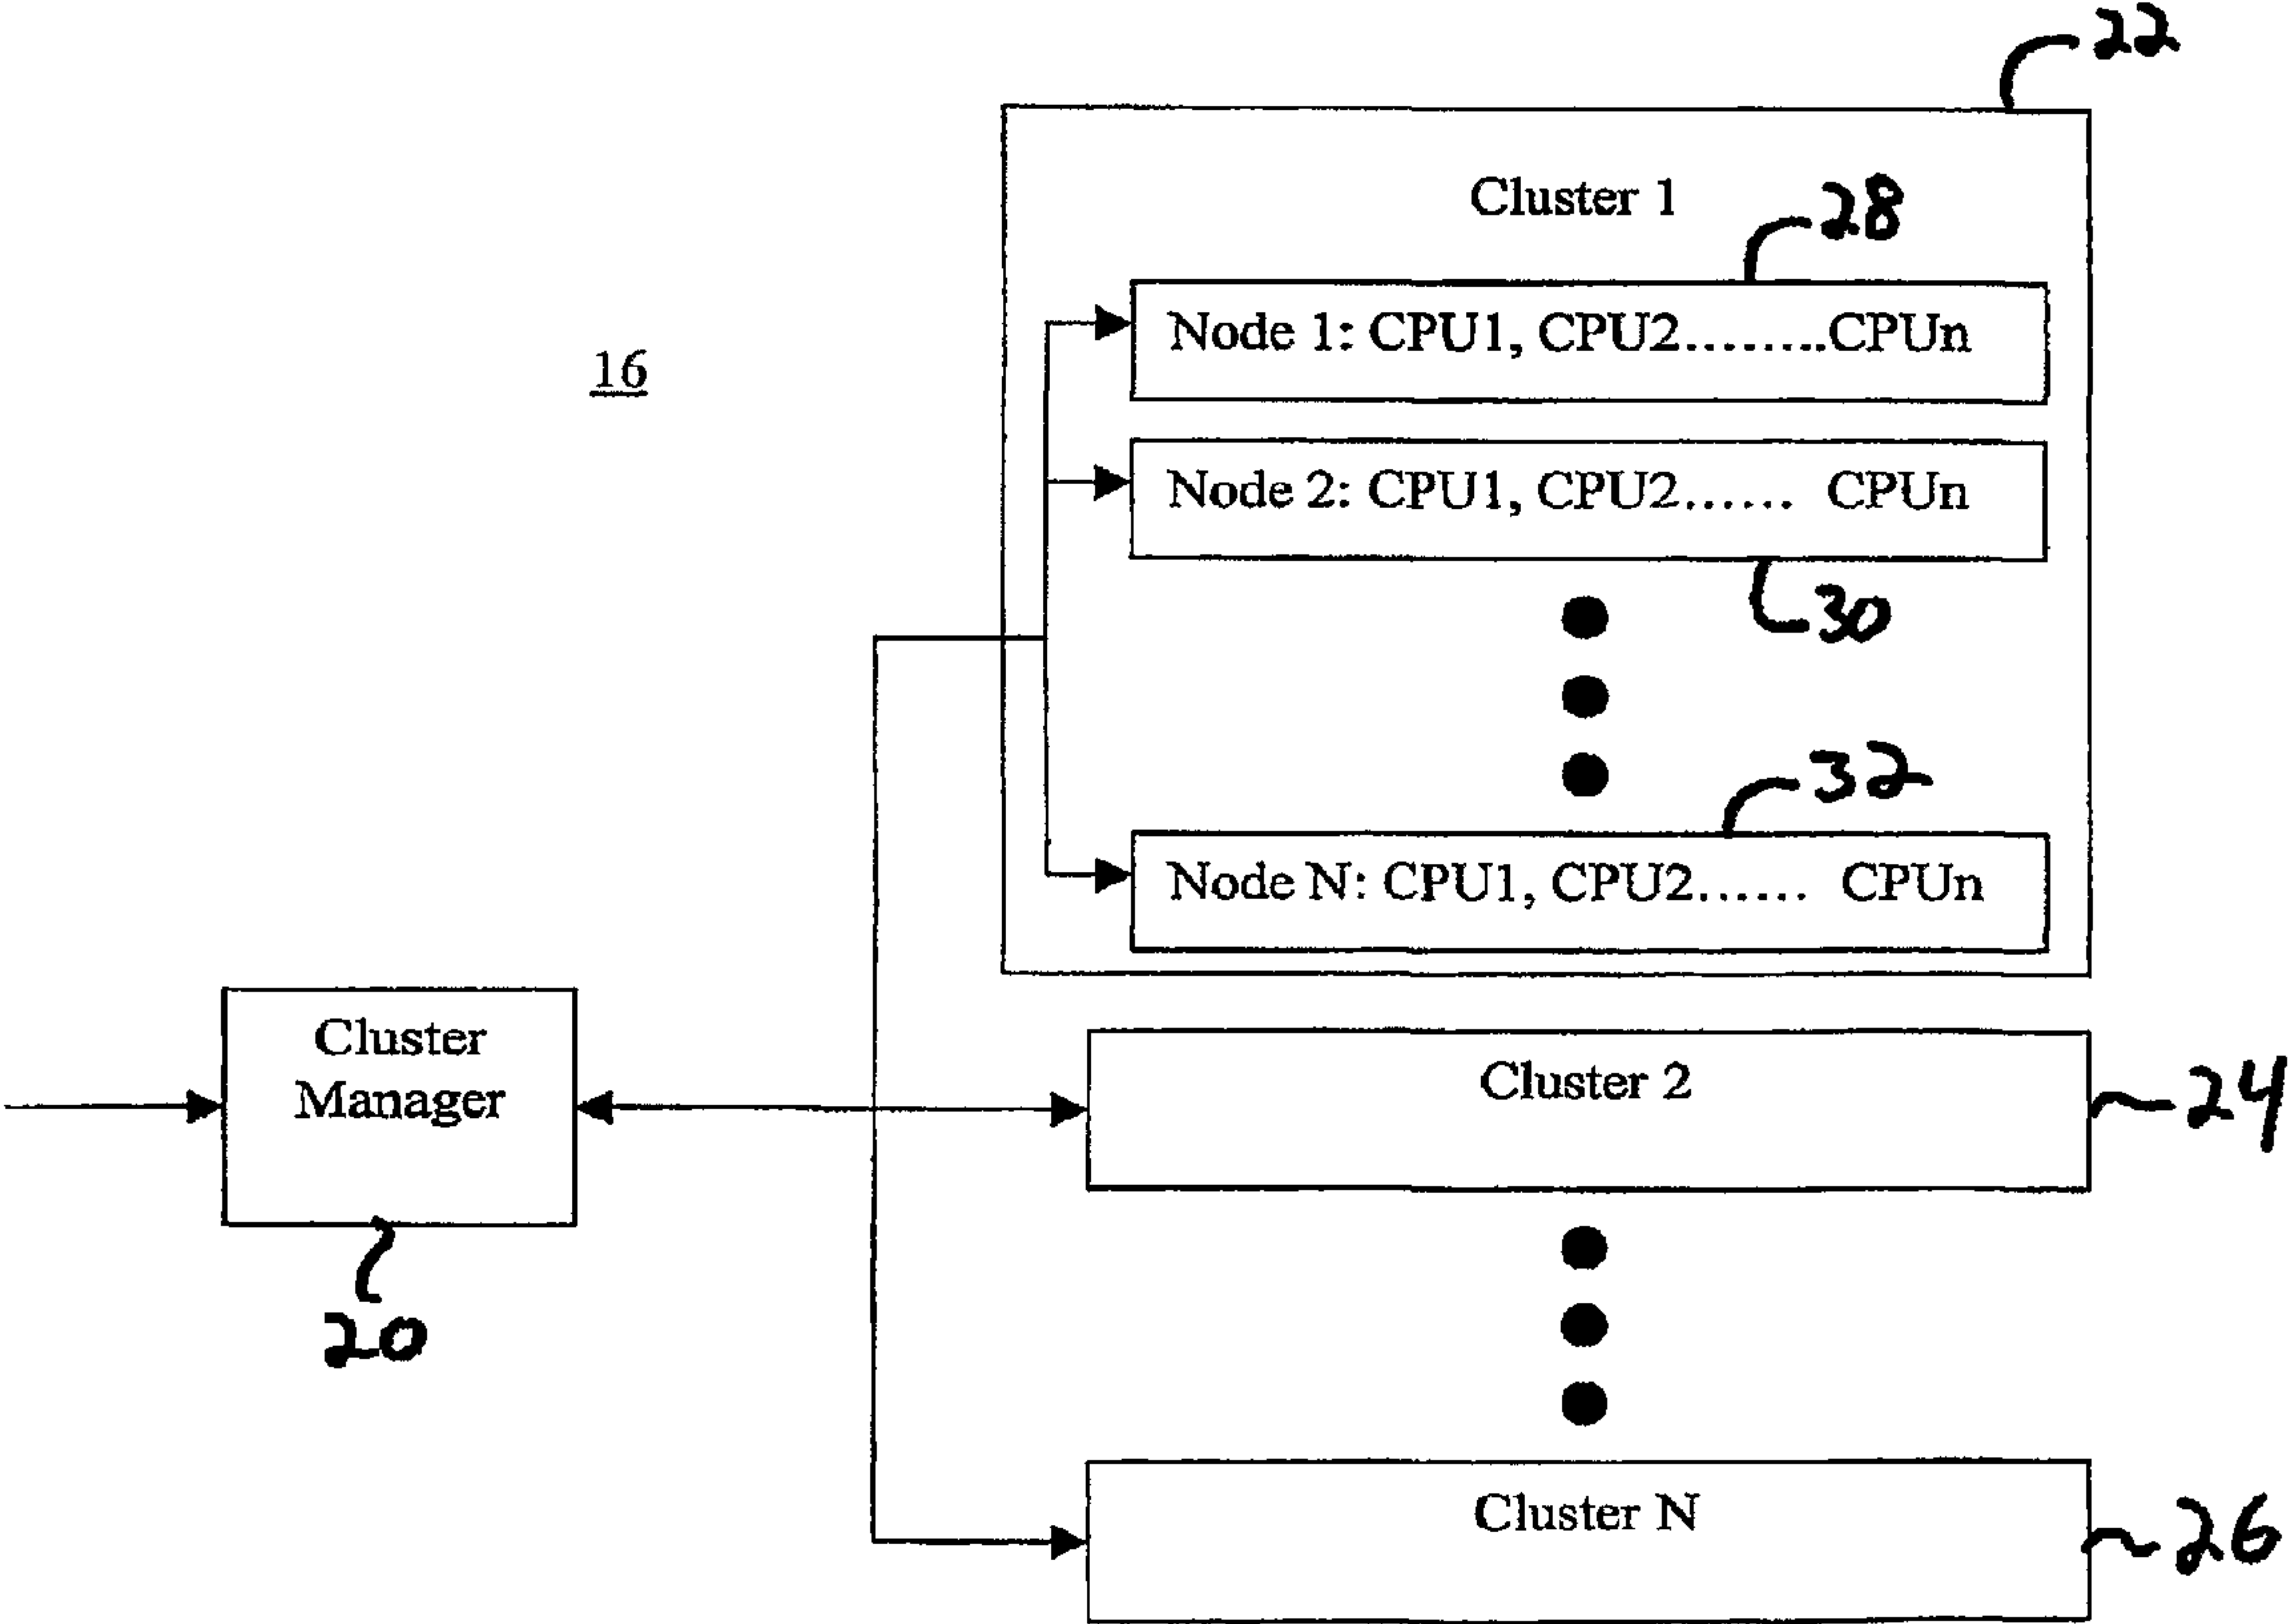 22
Cluster 1
28
Node 1: CPU1, CPU2........CPUn
16
Node 2: CPU1, CPU2...... CPUn
30
32
Node N: CPU1, CPU2...... CPUn
Cluster
Manager
20
Cluster 2
24
Cluster N
26